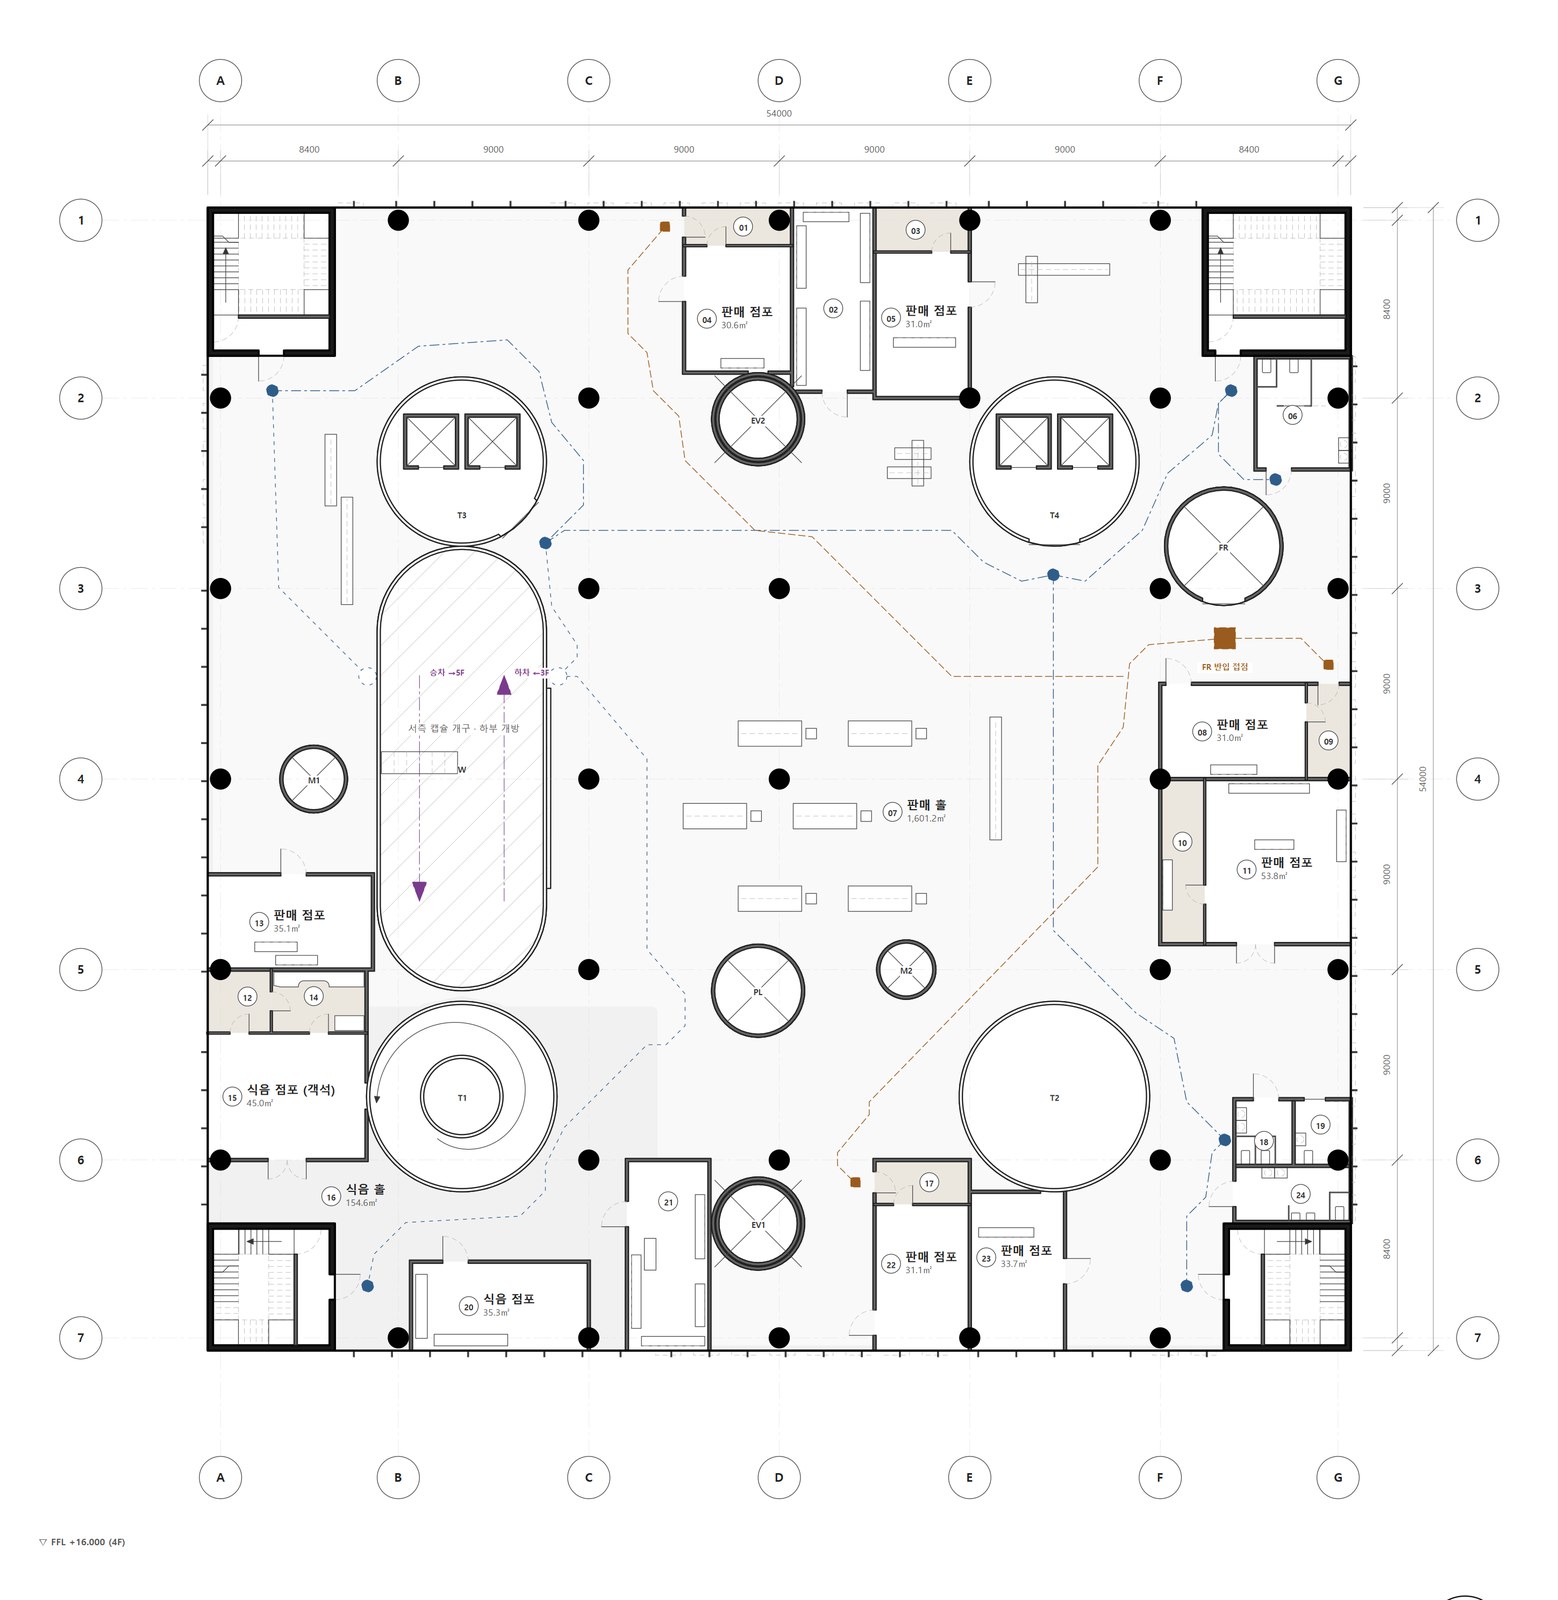 A B C D E F G
54000
8400 9000 9000 9000 9000 8400
1 1
01
03
02
04 판매 점포
30.6㎡
05 판매 점포
31.0㎡
8400
2 2
06
EV2
9000
T3
T4
FR
3 3
FR 반입 접점
승차 →5F
하차 ←3F
9000
서측 캡슐 개구 · 하부 개방
08 판매 점포
31.0㎡
09
W
M1
4 4
54000
07 판매 홀
1,601.2㎡
10
11 판매 점포
53.8㎡
9000
13 판매 점포
35.1㎡
5 5
M2
PL
12
14
9000
15 식음 점포 (객석)
45.0㎡
T1
T2
19
18
6 6
17
16 식음 홀
154.6㎡
21
24
EV1
8400
22 판매 점포
31.1㎡
23 판매 점포
33.7㎡
20 식음 점포
35.3㎡
7 7
A B C D E F G
▽ FFL +16.000 (4F)